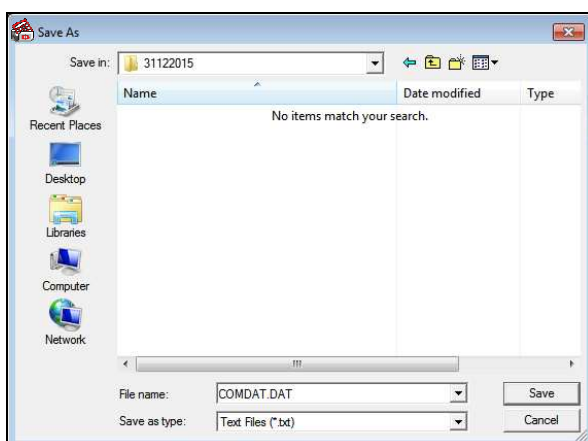 Save As
Save in: 31122015
Name Date modified Type
No items match your search.
Recent Places
Desktop
Libraries
Computer
Network
File name: COMDAT.DAT Save
Save as type: Text Files (*.txt) Cancel